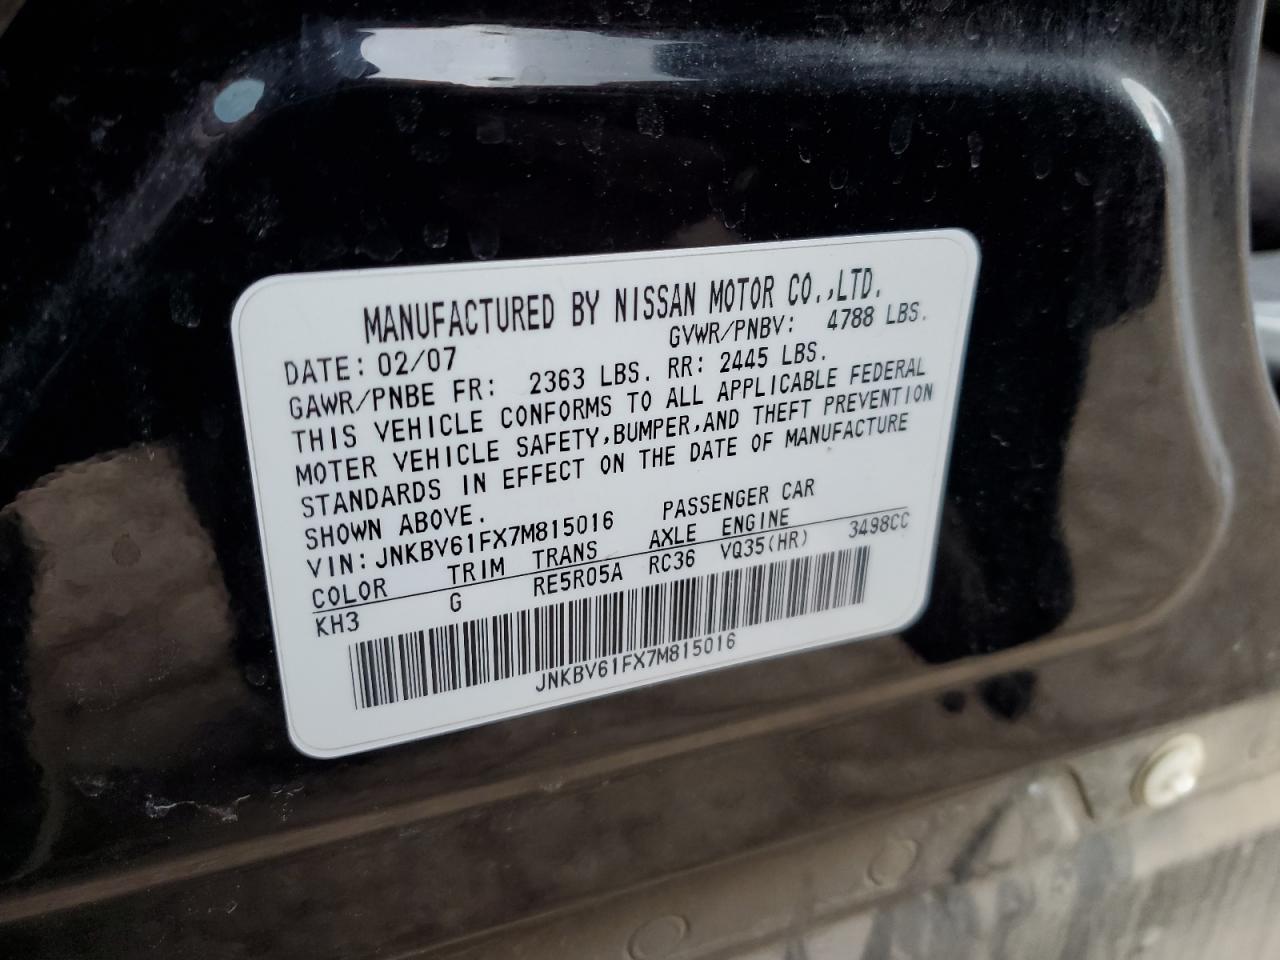 MANUFACTURED BY NISSAN MOTOR CO.,LTD.
DATE: 02/07 GVWR/PNBV: 4788 LBS.
GAWR/PNBE FR: 2363 LBS. RR: 2445 LBS.
THIS VEHICLE CONFORMS TO ALL APPLICABLE FEDERAL
MOTER VEHICLE SAFETY,BUMPER,AND THEFT PREVENTION
STANDARDS IN EFFECT ON THE DATE OF MANUFACTURE
SHOWN ABOVE.
VIN: JNKBV61FX7M815016 PASSENGER CAR
COLOR TRIM TRANS AXLE ENGINE
KH3 G RE5R05A RC36 VQ35(HR) 3498CC
JNKBV61FX7M815016